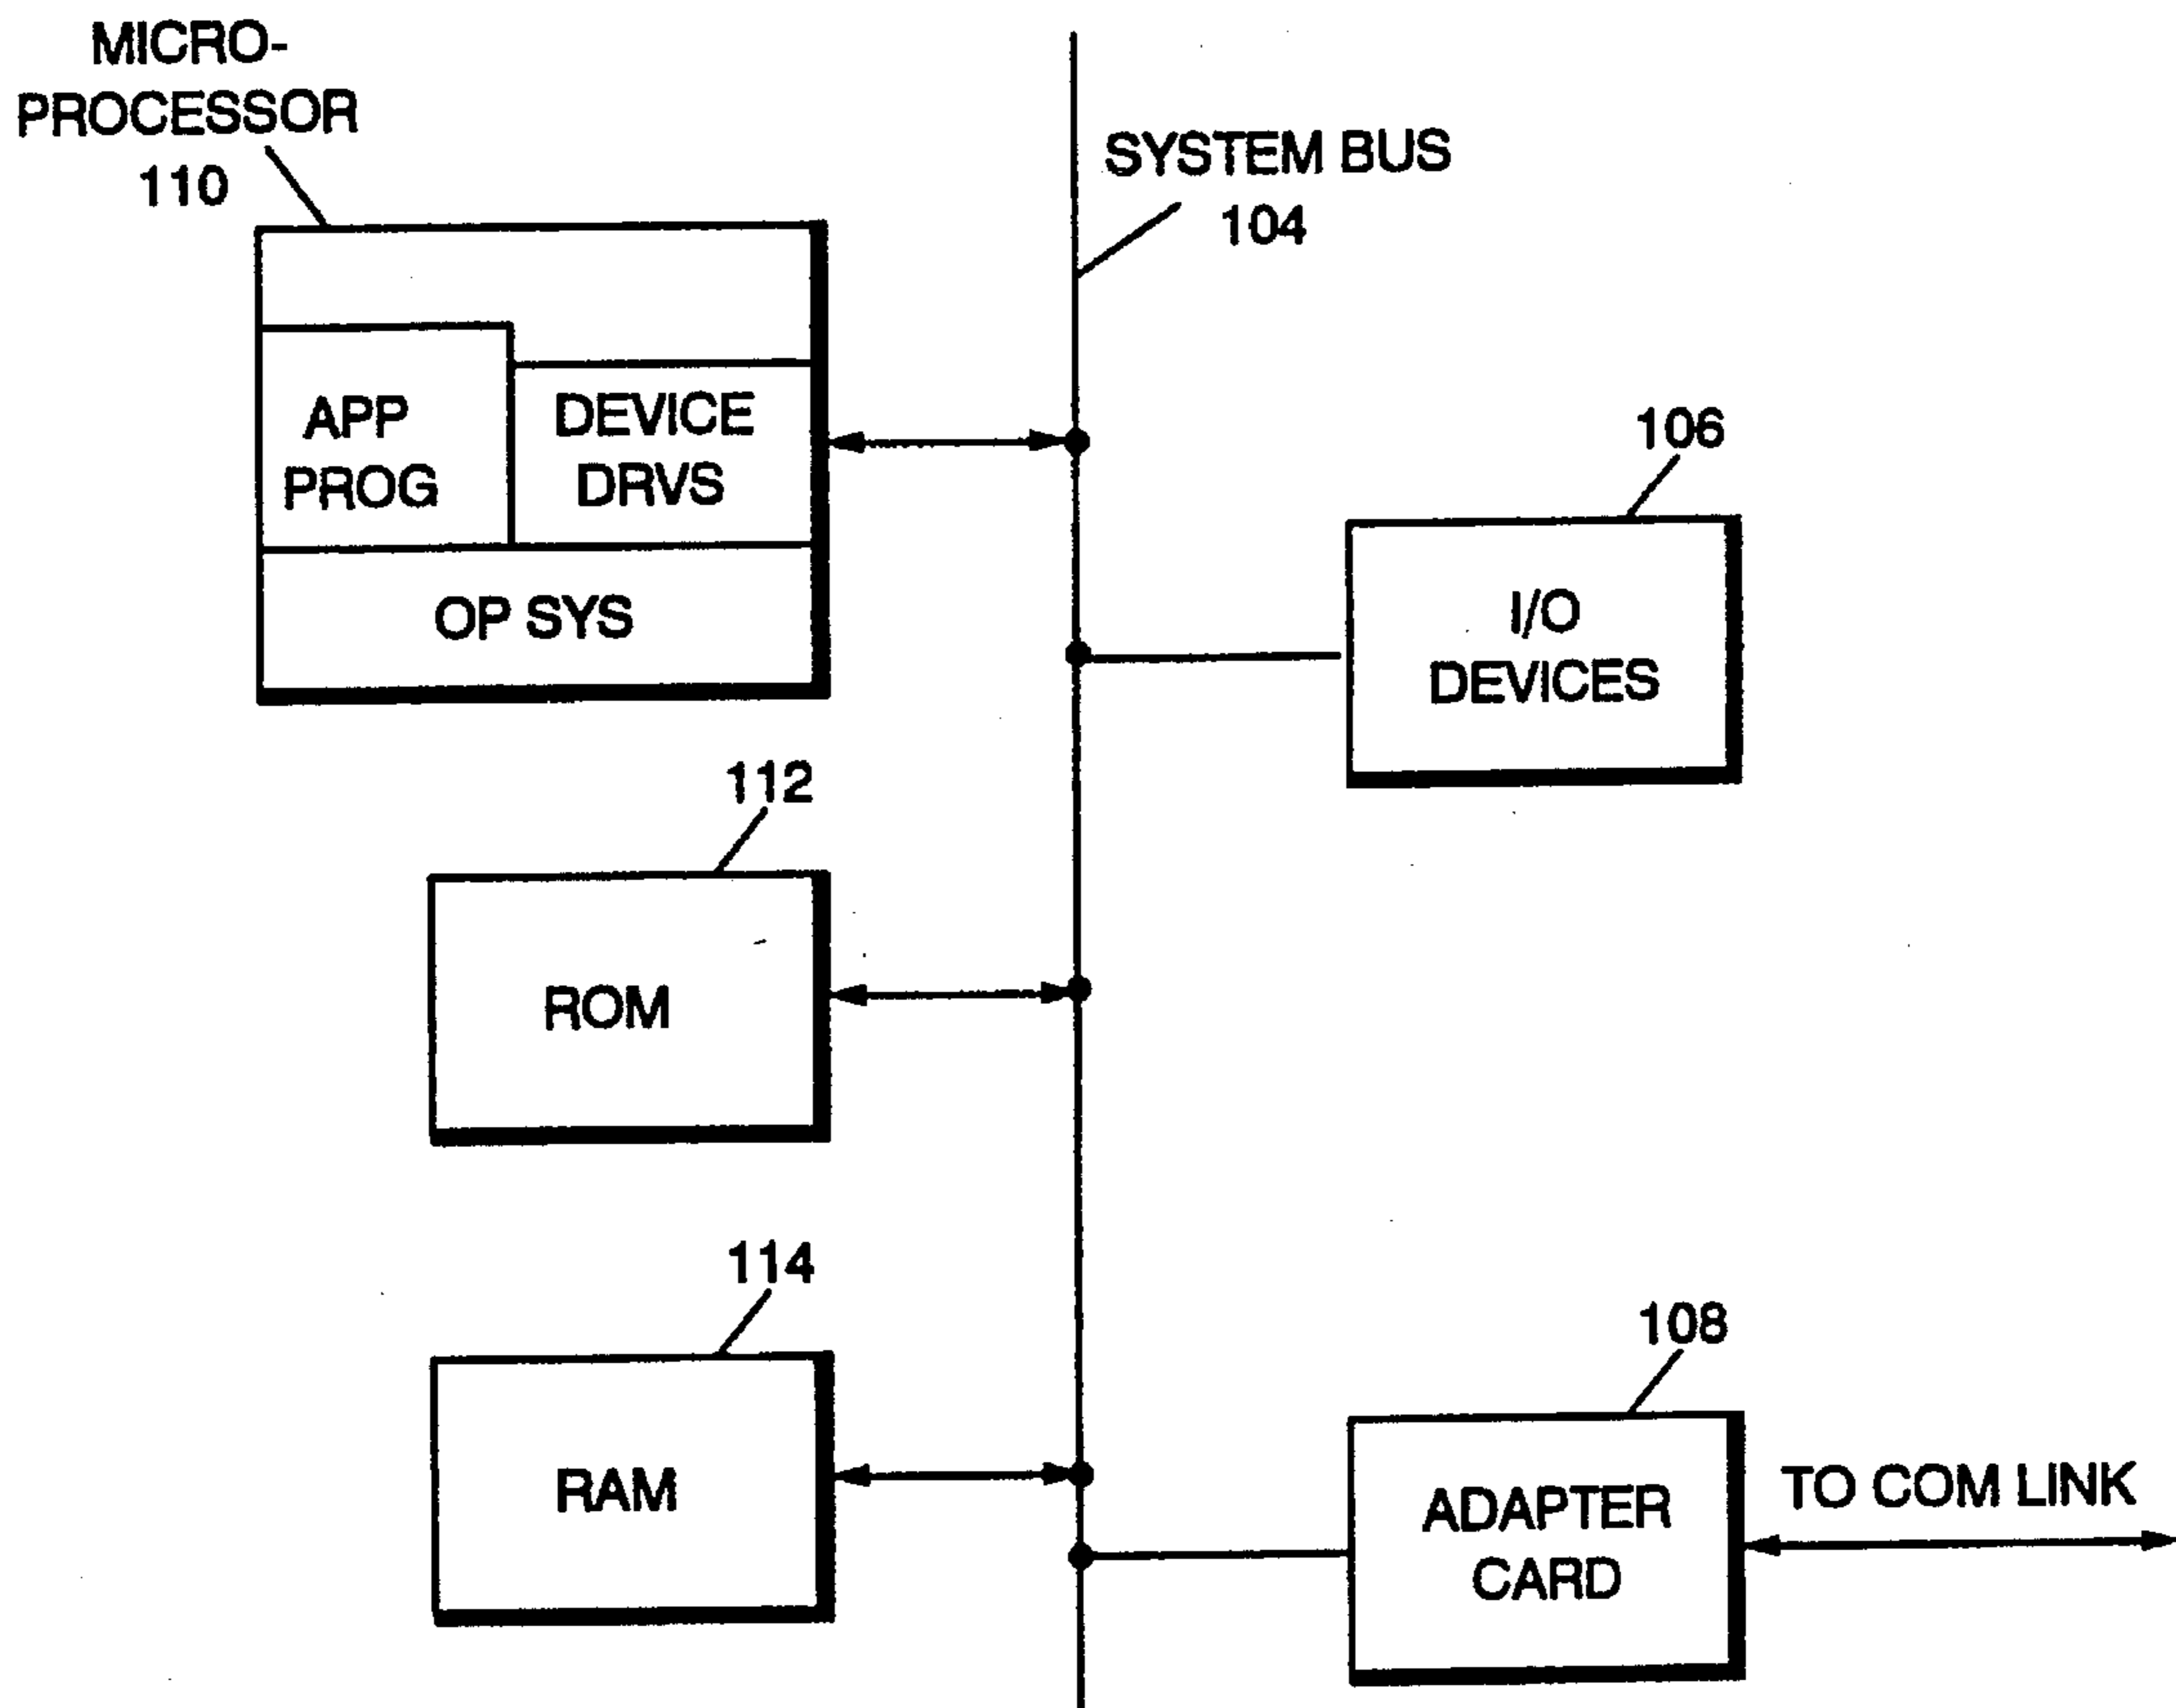 MICRO-
PROCESSOR
110
SYSTEM BUS
104
APP
PROG
DEVICE
DRVS
OP SYS
106
I/O
DEVICES
112
ROM
114
RAM
108
ADAPTER
CARD
TO COM LINK